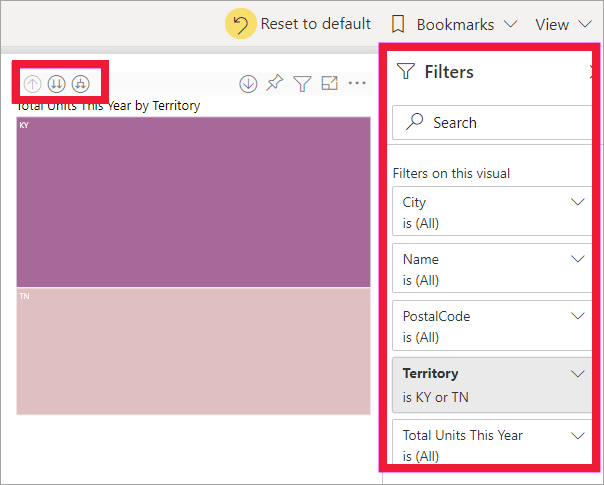 Reset to default
Bookmarks
View
Filters
Search
Total Units This Year by Territory
KY
TN
Filters on this visual
City
is (All)
Name
is (All)
PostalCode
is (All)
Territory
is KY or TN
Total Units This Year
is (All)